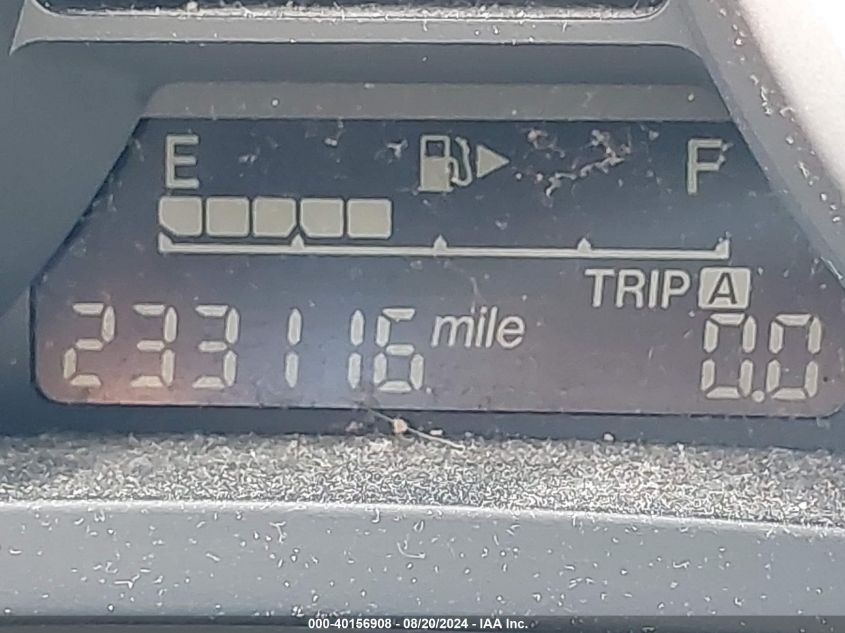 E F
TRIP A
233116 mile 0.0
000-40156908 - 08/20/2024 - IAA Inc.